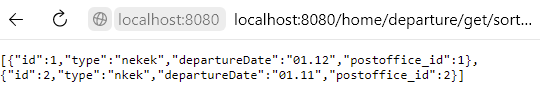 localhost:8080 localhost:8080/home/departure/get/sort...
[{"id":1,"type":"nekek","departureDate":"01.12","postoffice_id":1},
{"id":2,"type":"nkek","departureDate":"01.11","postoffice_id":2}]